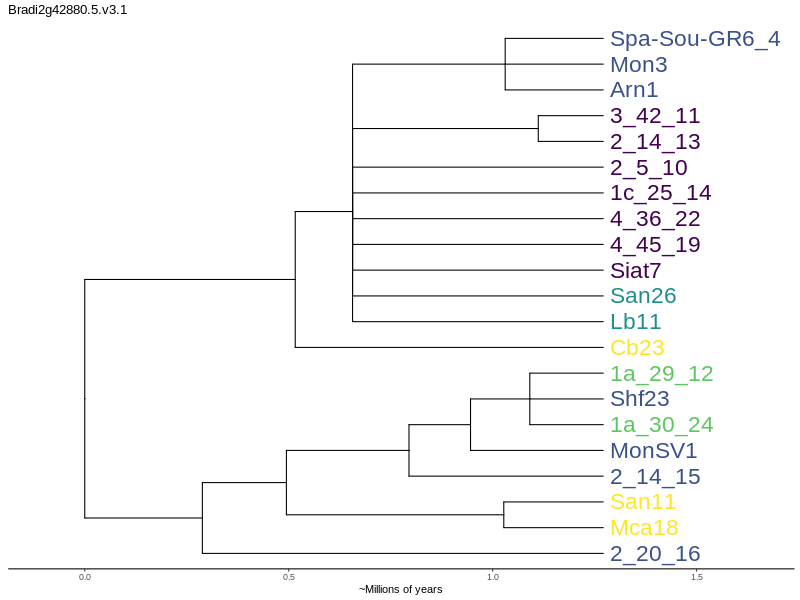 Bradi2g42880.5.v3.1
Spa-Sou-GR6_4
Mon3
Arn1
3_42_11
2_14_13
2_5_10
1c_25_14
4_36_22
4_45_19
Siat7
San26
Lb11
Cb23
1a_29_12
Shf23
1a_30_24
MonSV1
2_14_15
San11
Mca18
2_20_16
0.0 0.5 1.0 1.5
~Millions of years